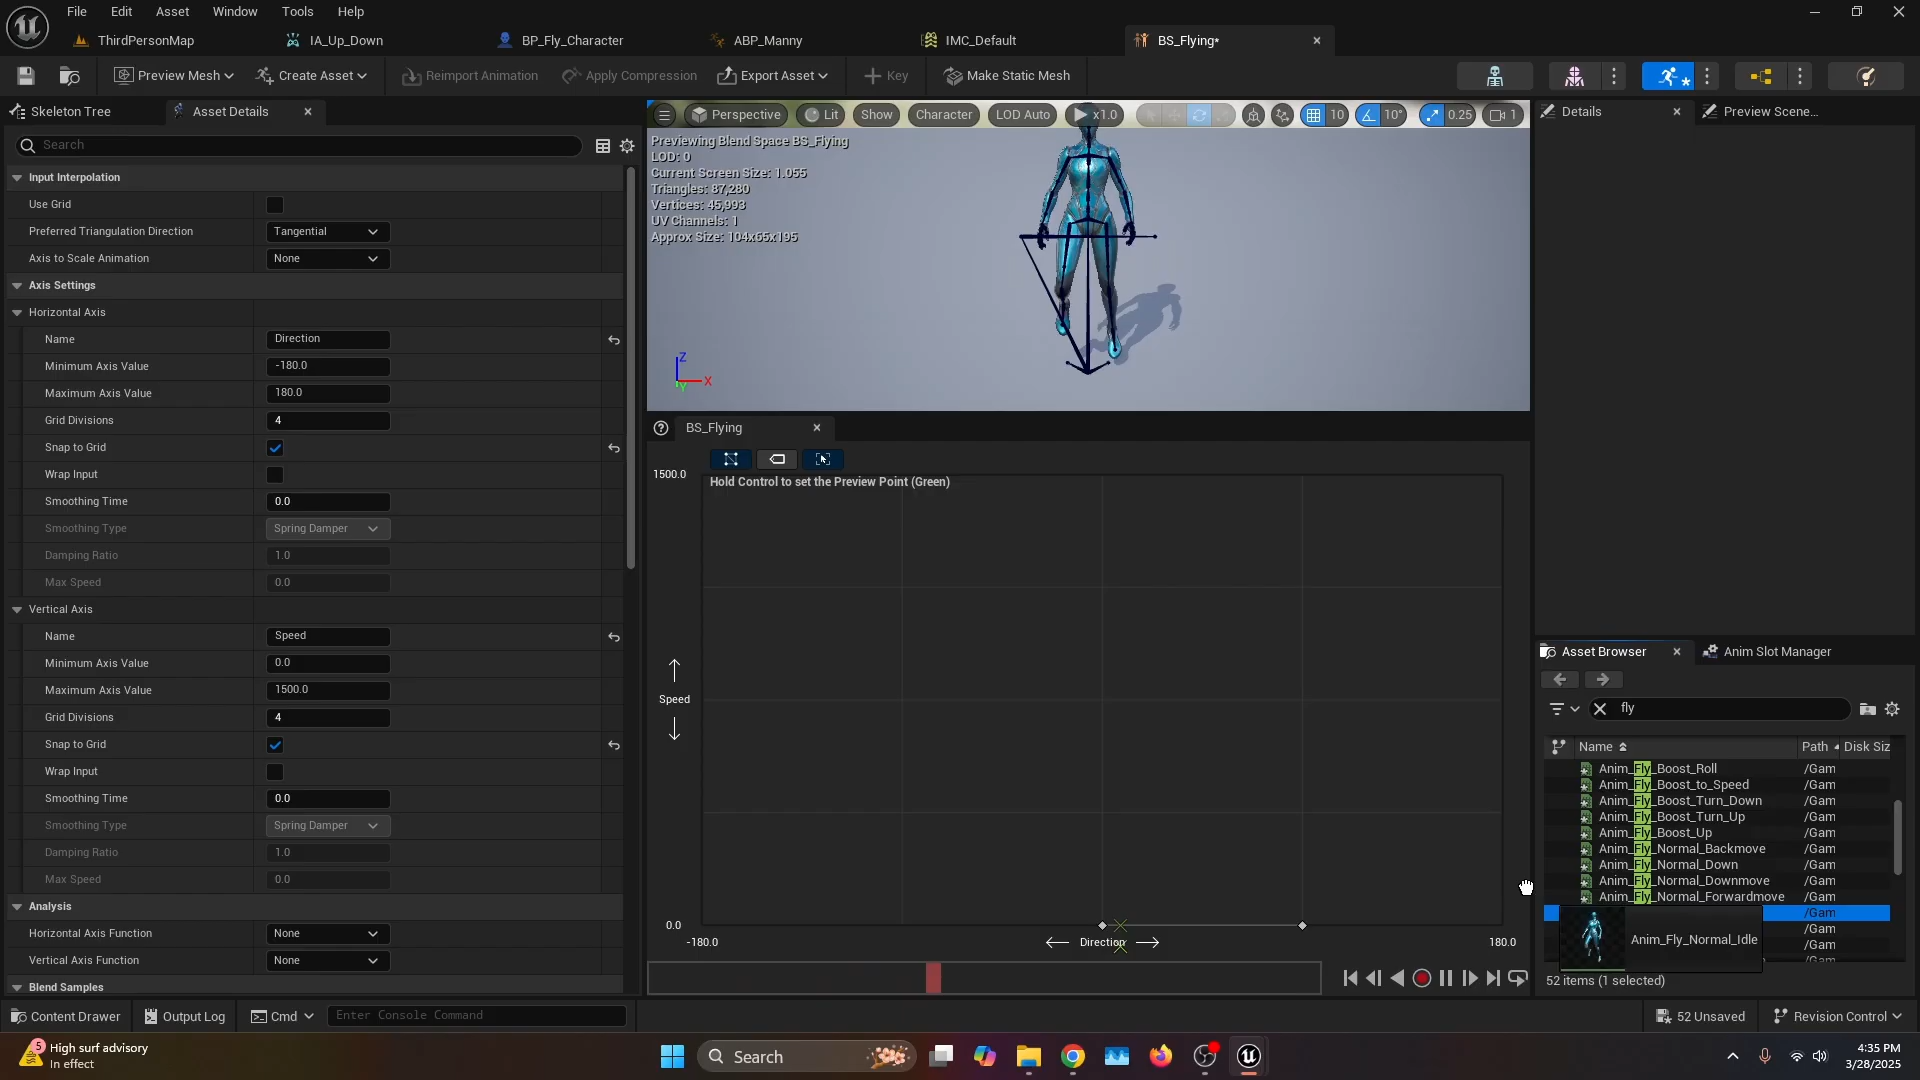 File Edit Asset Window Tools Help
ThirdPersonMap IA_Up_Down BP_Fly_Character ABP_Manny IMC_Default BS_Flying*
Preview Mesh Create Asset Reimport Animation Apply Compression Export Asset Key Make Static Mesh
Skeleton Tree Asset Details
Search
Input Interpolation
Use Grid
Preferred Triangulation Direction Tangential
Axis to Scale Animation None
Axis Settings
Horizontal Axis
Name Direction
Minimum Axis Value -180.0
Maximum Axis Value 180.0
Grid Divisions 4
Snap to Grid
Wrap Input
Smoothing Time 0.0
Smoothing Type Spring Damper
Damping Ratio 1.0
Max Speed 0.0
Vertical Axis
Name Speed
Minimum Axis Value 0.0
Maximum Axis Value 1500.0
Grid Divisions 4
Snap to Grid
Wrap Input
Smoothing Time 0.0
Smoothing Type Spring Damper
Damping Ratio 1.0
Max Speed 0.0
Analysis
Horizontal Axis Function None
Vertical Axis Function None
Blend Samples
Perspective Lit Show Character LOD Auto x1.0 10 10° 0.25 1
Previewing Blend Space BS_Flying
LOD: 0
Current Screen Size: 1.055
Triangles: 87,280
Vertices: 45,993
UV Channels: 1
Approx Size: 104x65x195
Z
X
Y
BS_Flying
1500.0
Hold Control to set the Preview Point (Green)
Speed
0.0
-180.0 Direction 180.0
Details Preview Scene...
Asset Browser Anim Slot Manager
fly
Name Path Disk Siz
Anim_Fly_Boost_Roll /Gam
Anim_Fly_Boost_to_Speed /Gam
Anim_Fly_Boost_Turn_Down /Gam
Anim_Fly_Boost_Turn_Up /Gam
Anim_Fly_Boost_Up /Gam
Anim_Fly_Normal_Backmove /Gam
Anim_Fly_Normal_Down /Gam
Anim_Fly_Normal_Downmove /Gam
Anim_Fly_Normal_Forwardmove /Gam
/Gam
/Gam
Anim_Fly_Normal_Idle /Gam
52 items (1 selected)
Content Drawer Output Log Cmd Enter Console Command 52 Unsaved Revision Control
5 High surf advisory
In effect
Search
4:35 PM
3/28/2025